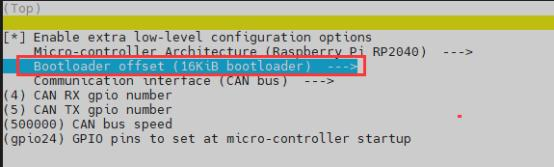 (Top)
[*] Enable extra low-level configuration options
Micro-controller Architecture (Raspberry Pi RP2040)  --->
Bootloader offset (16KiB bootloader)  --->
Communication interface (CAN bus)  --->
(4) CAN RX gpio number
(5) CAN TX gpio number
(500000) CAN bus speed
(gpio24) GPIO pins to set at micro-controller startup